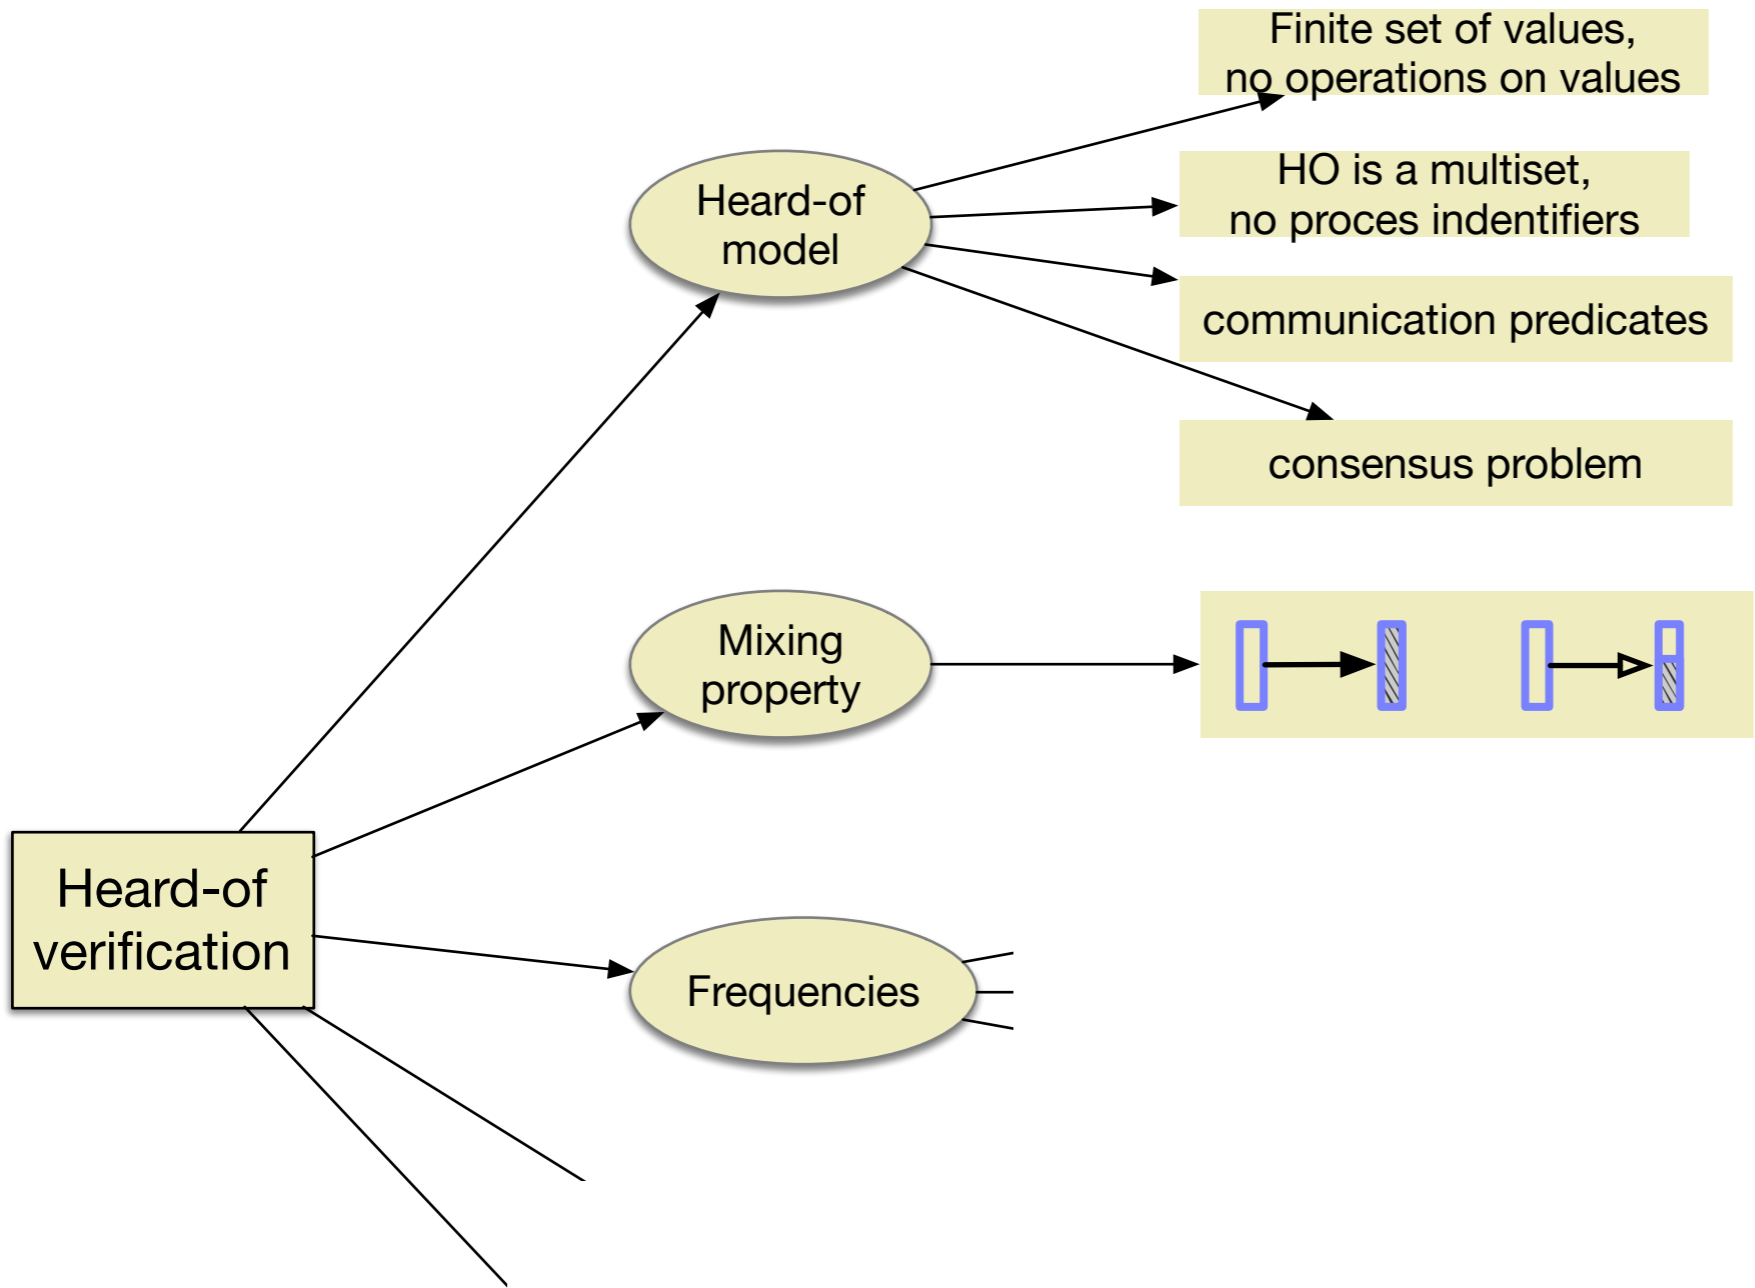 Finite set of values,
no operations on values
HO is a multiset,
no proces indentifiers
Heard-of
model
communication predicates
consensus problem
Mixing
property
Heard-of
verification
Frequencies